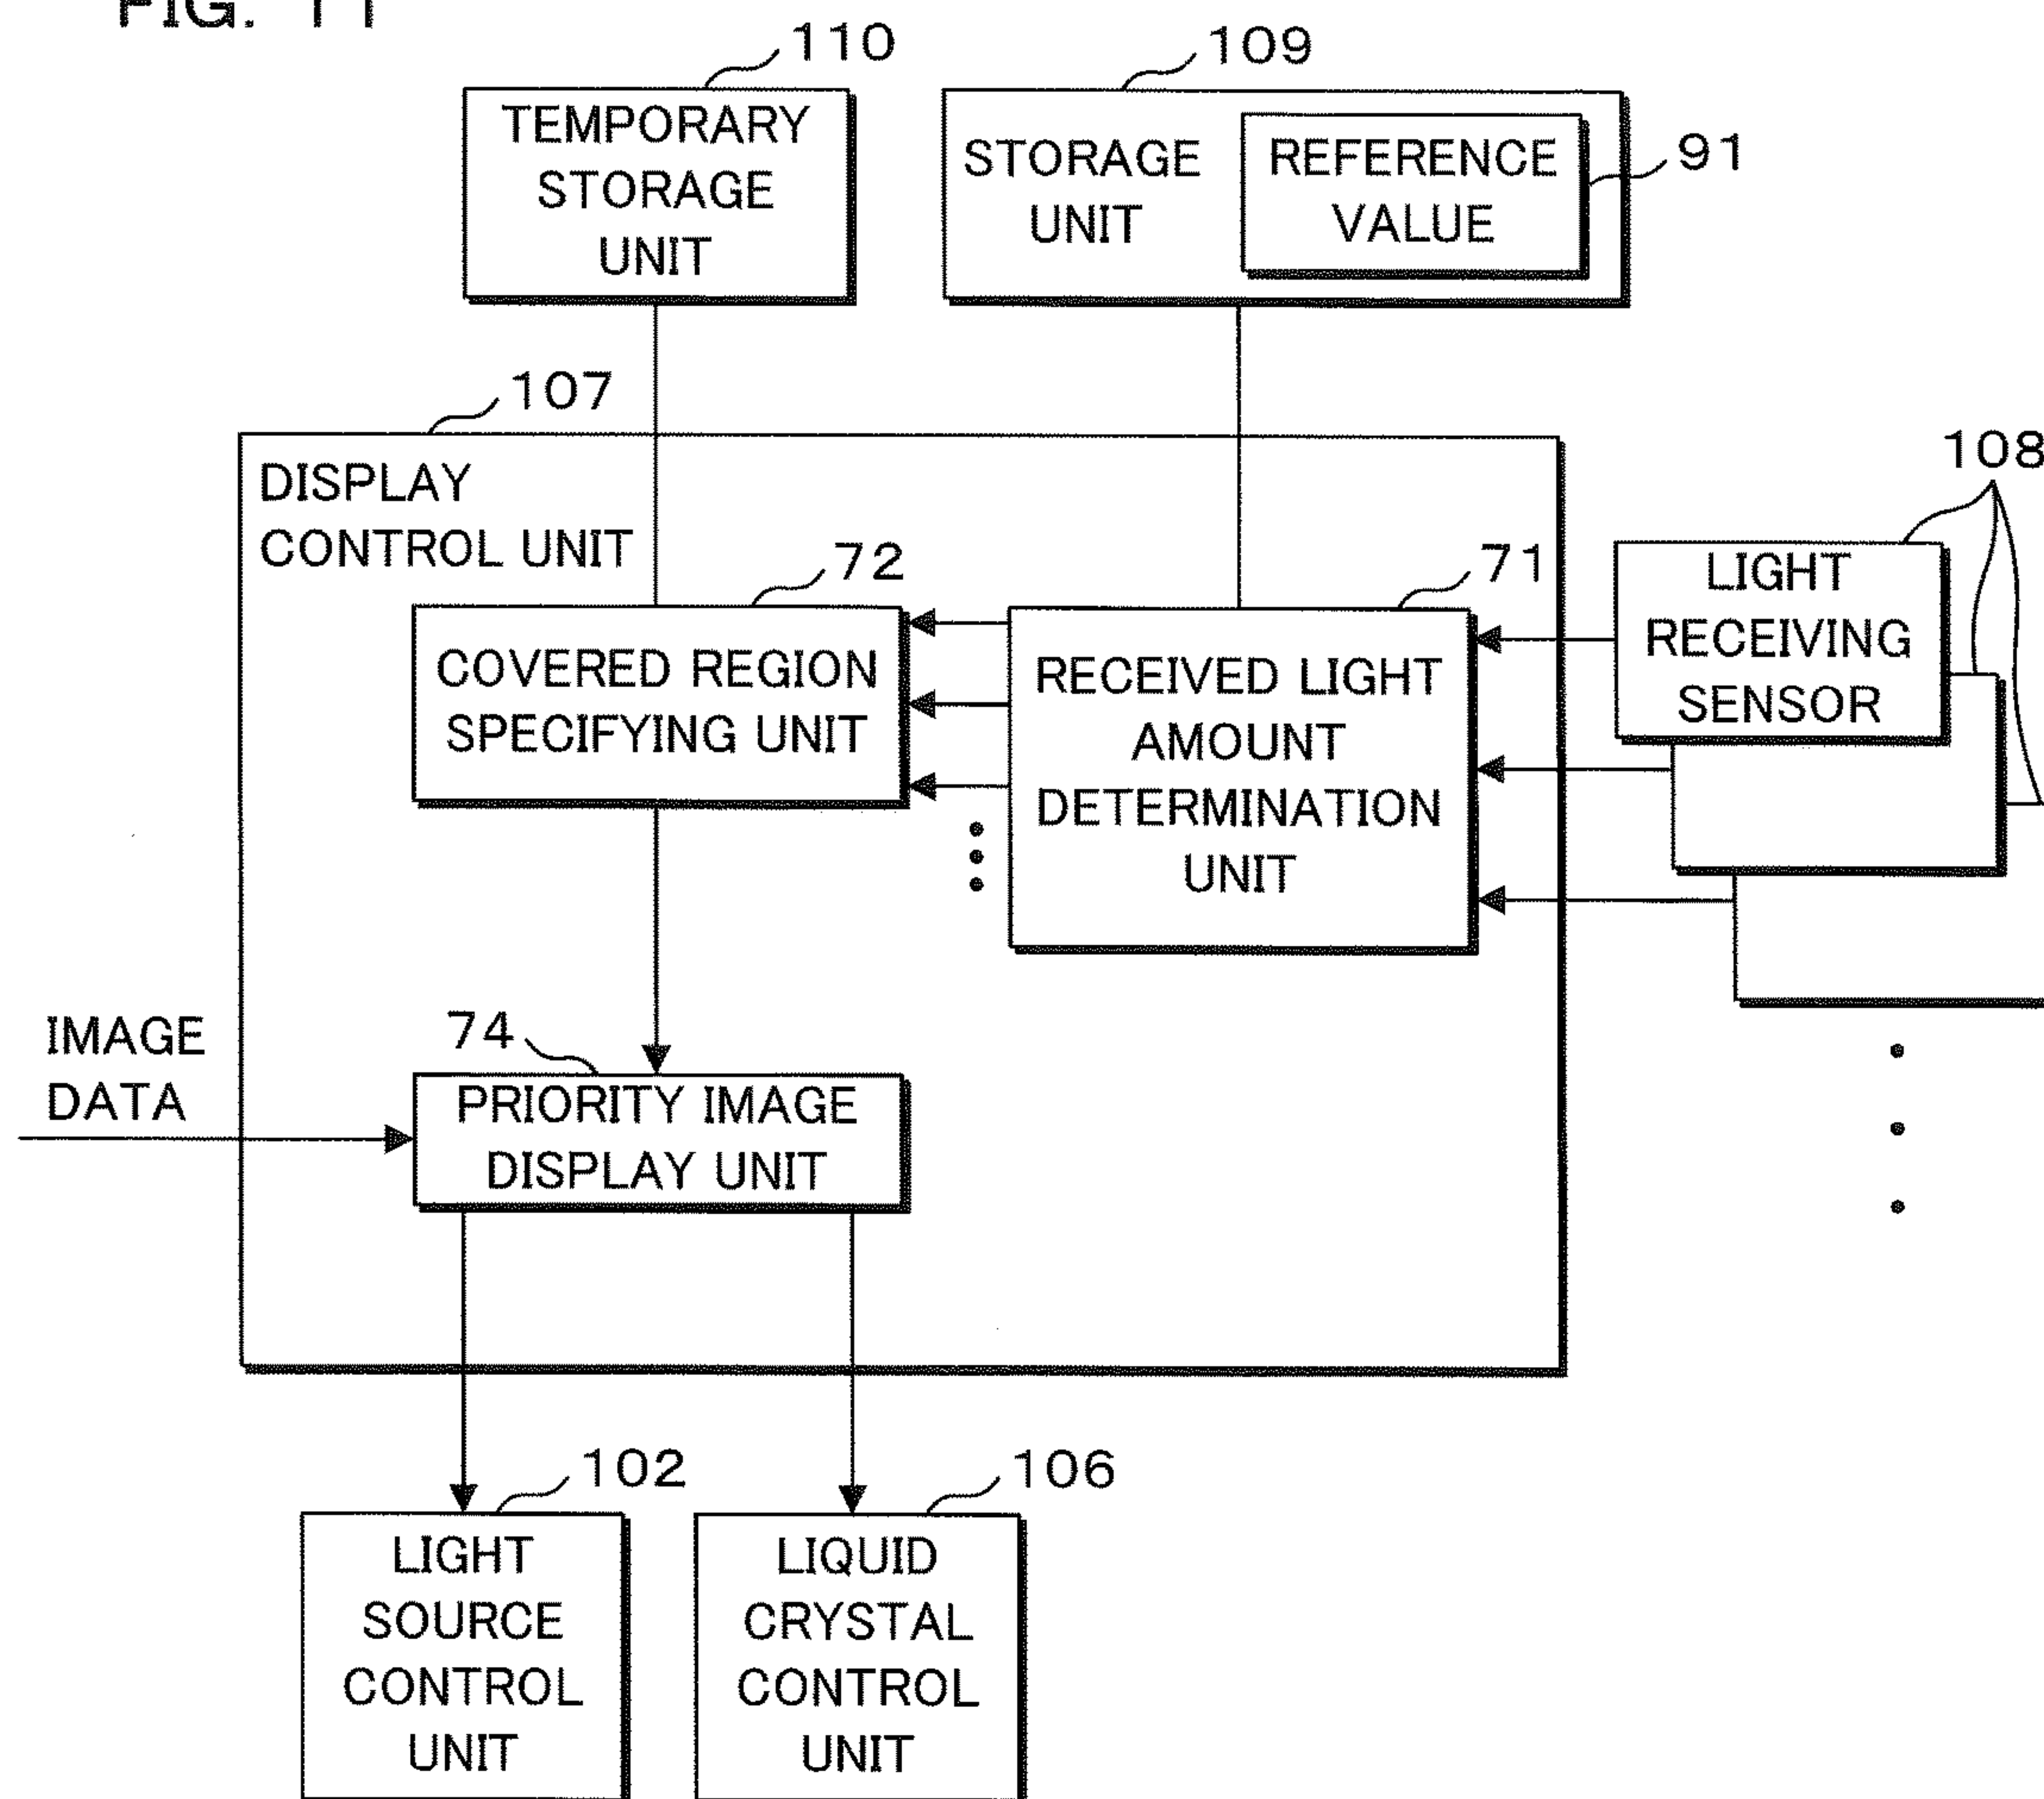 FIG. 11
110
109
TEMPORARY
STORAGE
UNIT
STORAGE
UNIT
REFERENCE
VALUE
91
107
DISPLAY
CONTROL UNIT
108
72
71
LIGHT
RECEIVING
SENSOR
COVERED REGION
SPECIFYING UNIT
RECEIVED LIGHT
AMOUNT
DETERMINATION
UNIT
IMAGE
DATA
74
PRIORITY IMAGE
DISPLAY UNIT
102
106
LIGHT
SOURCE
CONTROL
UNIT
LIQUID
CRYSTAL
CONTROL
UNIT